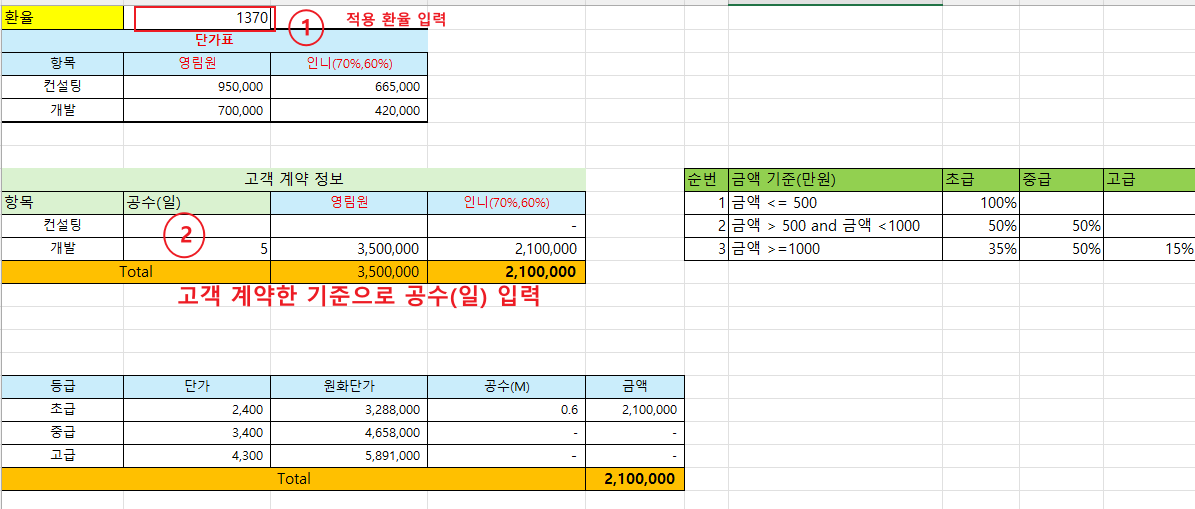 환율 1370 ① 적용 환율 입력
단가표
항목 영림원 인니(70%,60%)
컨설팅 950,000 665,000
개발 700,000 420,000
고객 계약 정보
항목 공수(일) 영림원 인니(70%,60%)
컨설팅 ② -
개발 5 3,500,000 2,100,000
Total 3,500,000 2,100,000
고객 계약한 기준으로 공수(일) 입력
순번 금액 기준(만원) 초급 중급 고급
1 금액 <= 500 100%
2 금액 > 500 and 금액 <1000 50% 50%
3 금액 >=1000 35% 50% 15%
등급 단가 원화단가 공수(M) 금액
초급 2,400 3,288,000 0.6 2,100,000
중급 3,400 4,658,000 - -
고급 4,300 5,891,000 - -
Total 2,100,000